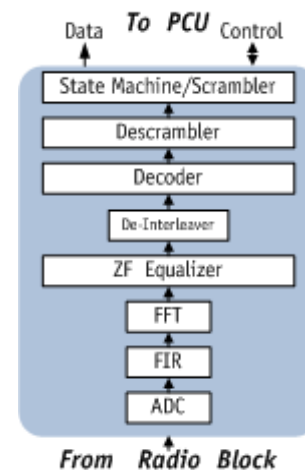 To PCU
Data Control
State Machine/Scrambler
Descrambler
Decoder
De-Interleaver
ZF Equalizer
FFT
FIR
ADC
From Radio Block